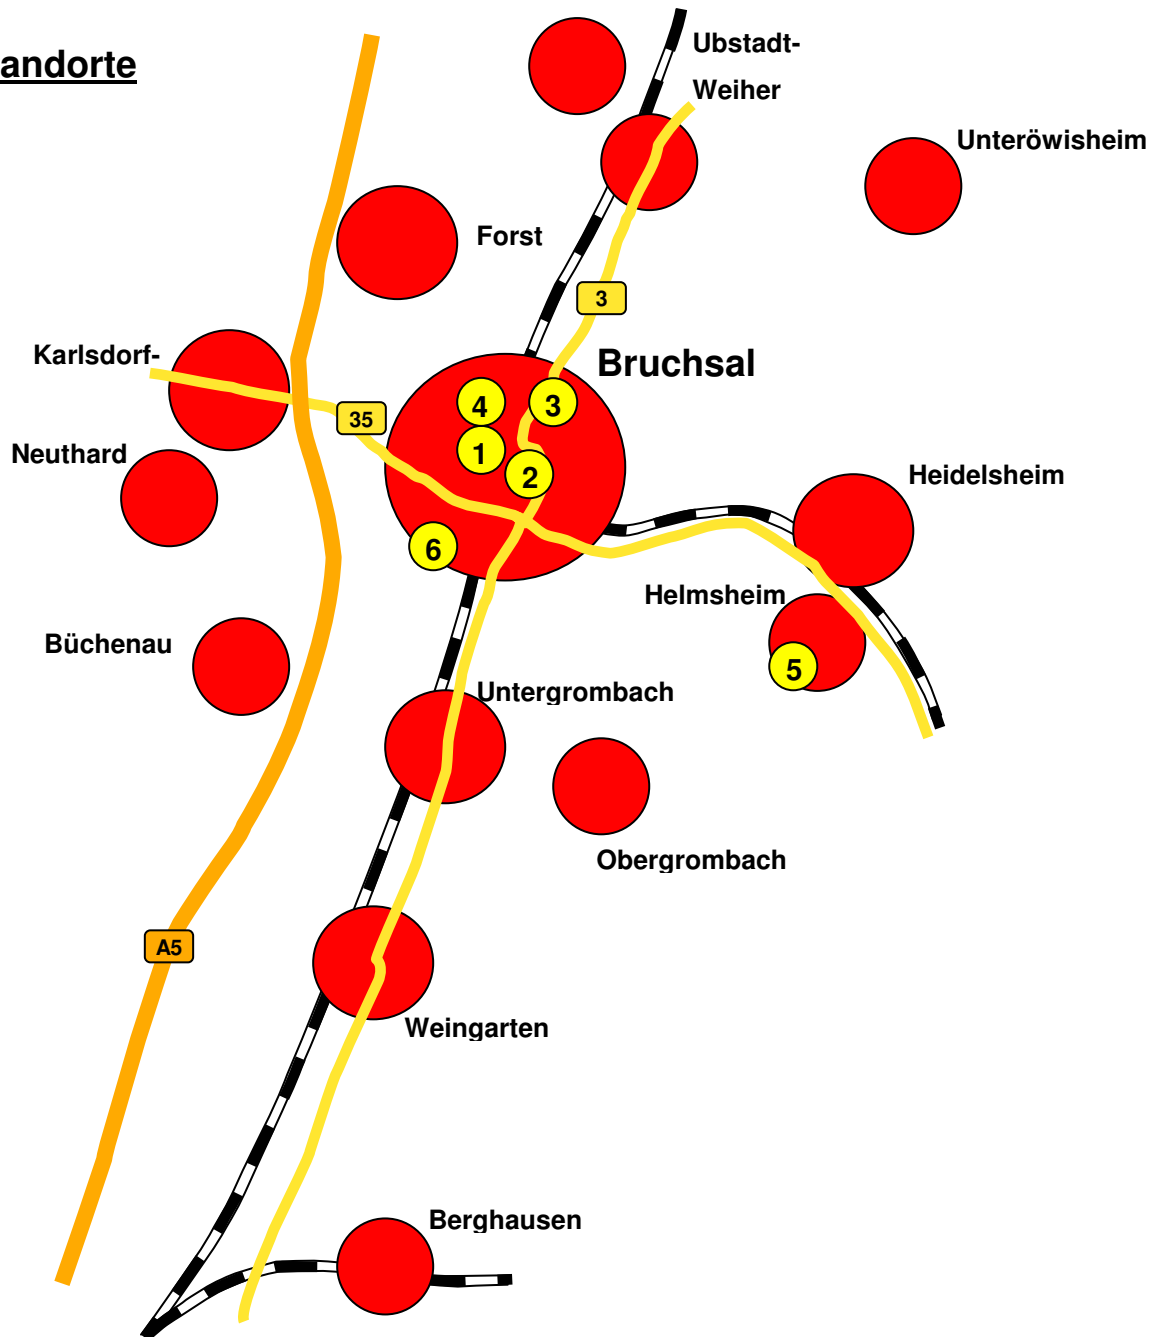 andorte
Ubstadt-
Weiher
Unteröwisheim
Forst
3
Karlsdorf-
Bruchsal
35
4
3
1
2
Neuthard
Heidelsheim
6
Helmsheim
Büchenau
5
Untergrombach
Obergrombach
A5
Weingarten
Berghausen